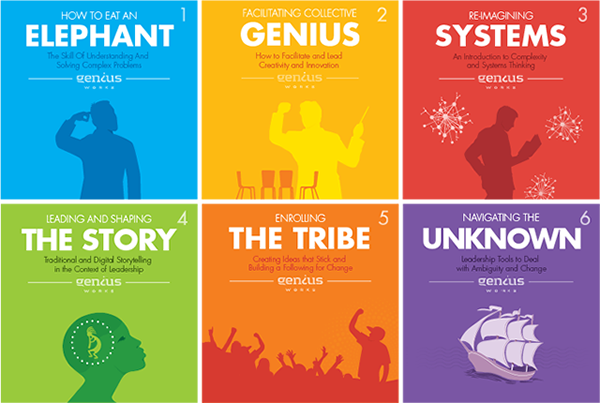 HOW TO EAT AN
1
ELEPHANT
The Skill Of Understanding And
Solving Complex Problems
genius
works
FACILITATING COLLECTIVE
2
GENIUS
How to Facilitate and Lead
Creativity and Innovation
genius
works
RE-IMAGINING
3
SYSTEMS
An Introduction to Complexity
and Systems Thinking
genius
works
LEADING AND SHAPING
4
THE STORY
Traditional and Digital Storytelling
in the Context of Leadership
genius
works
ENROLLING
5
THE TRIBE
Creating Ideas that Stick and
Building a Following for Change
genius
works
NAVIGATING THE
6
UNKNOWN
Leadership Tools to Deal
with Ambiguity and Change
genius
works